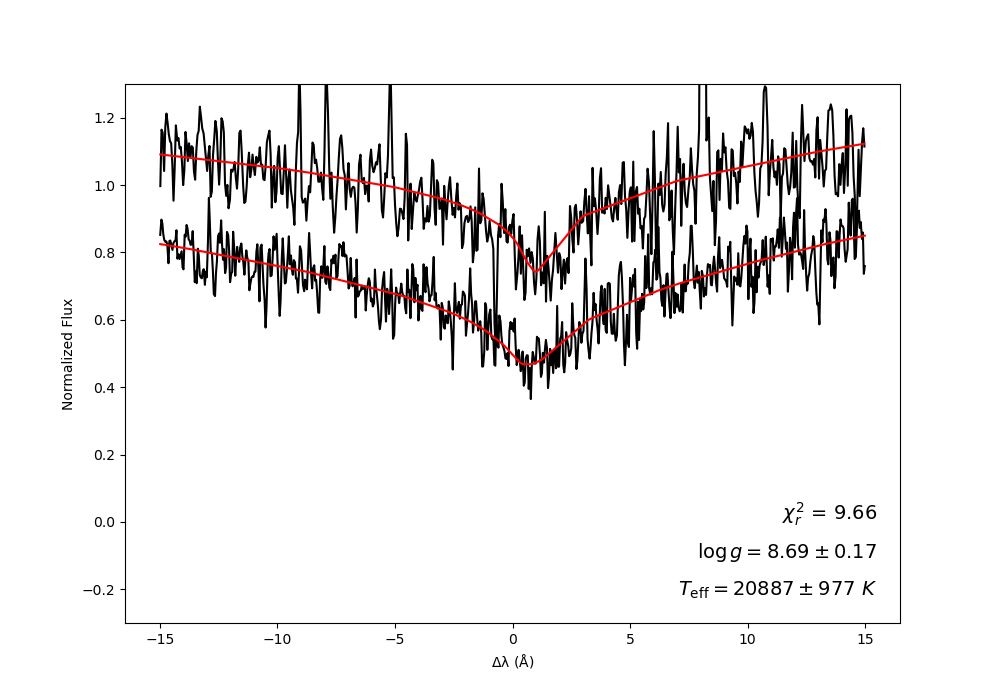 1.2
1.0
0.8
0.6
0.4
0.2
0.0
−0.2
Normalized Flux
χ²ᵣ = 9.66
log g = 8.69 ± 0.17
T_eff = 20887 ± 977 K
−15 −10 −5 0 5 10 15
Δλ (Å)